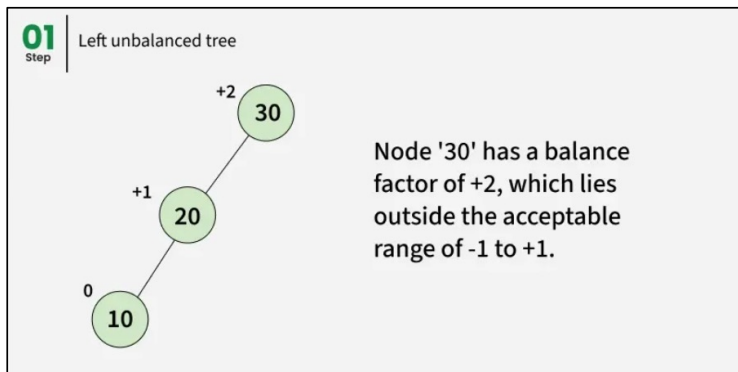 01
Step
Left unbalanced tree
+2
30
Node '30' has a balance
factor of +2, which lies
outside the acceptable
range of -1 to +1.
+1
20
0
10